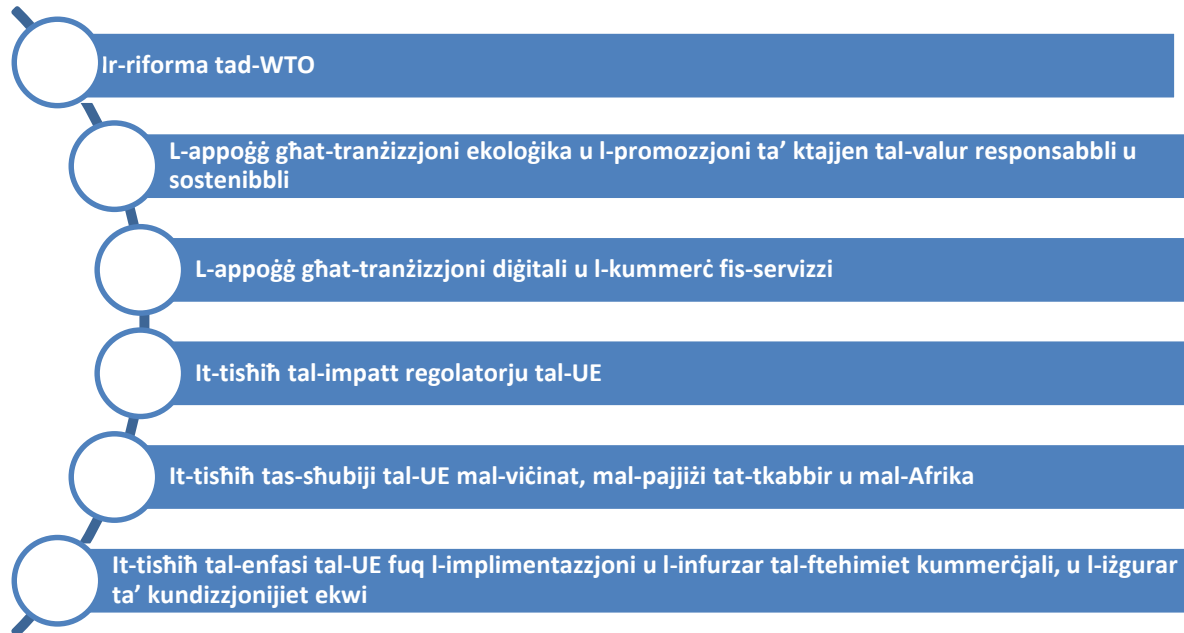 Ir-riforma tad-WTO
L-appoġġ għat-tranżizzjoni ekoloġika u l-promozzjoni ta’ ktajjen tal-valur responsabbli u
sostenibbli
L-appoġġ għat-tranżizzjoni diġitali u l-kummerċ fis-servizzi
It-tisħiħ tal-impatt regolatorju tal-UE
It-tisħiħ tas-sħubiji tal-UE mal-viċinat, mal-pajjiżi tat-tkabbir u mal-Afrika
It-tisħiħ tal-enfasi tal-UE fuq l-implimentazzjoni u l-infurzar tal-ftehimiet kummerċjali, u l-iżgurar
ta’ kundizzjonijiet ekwi